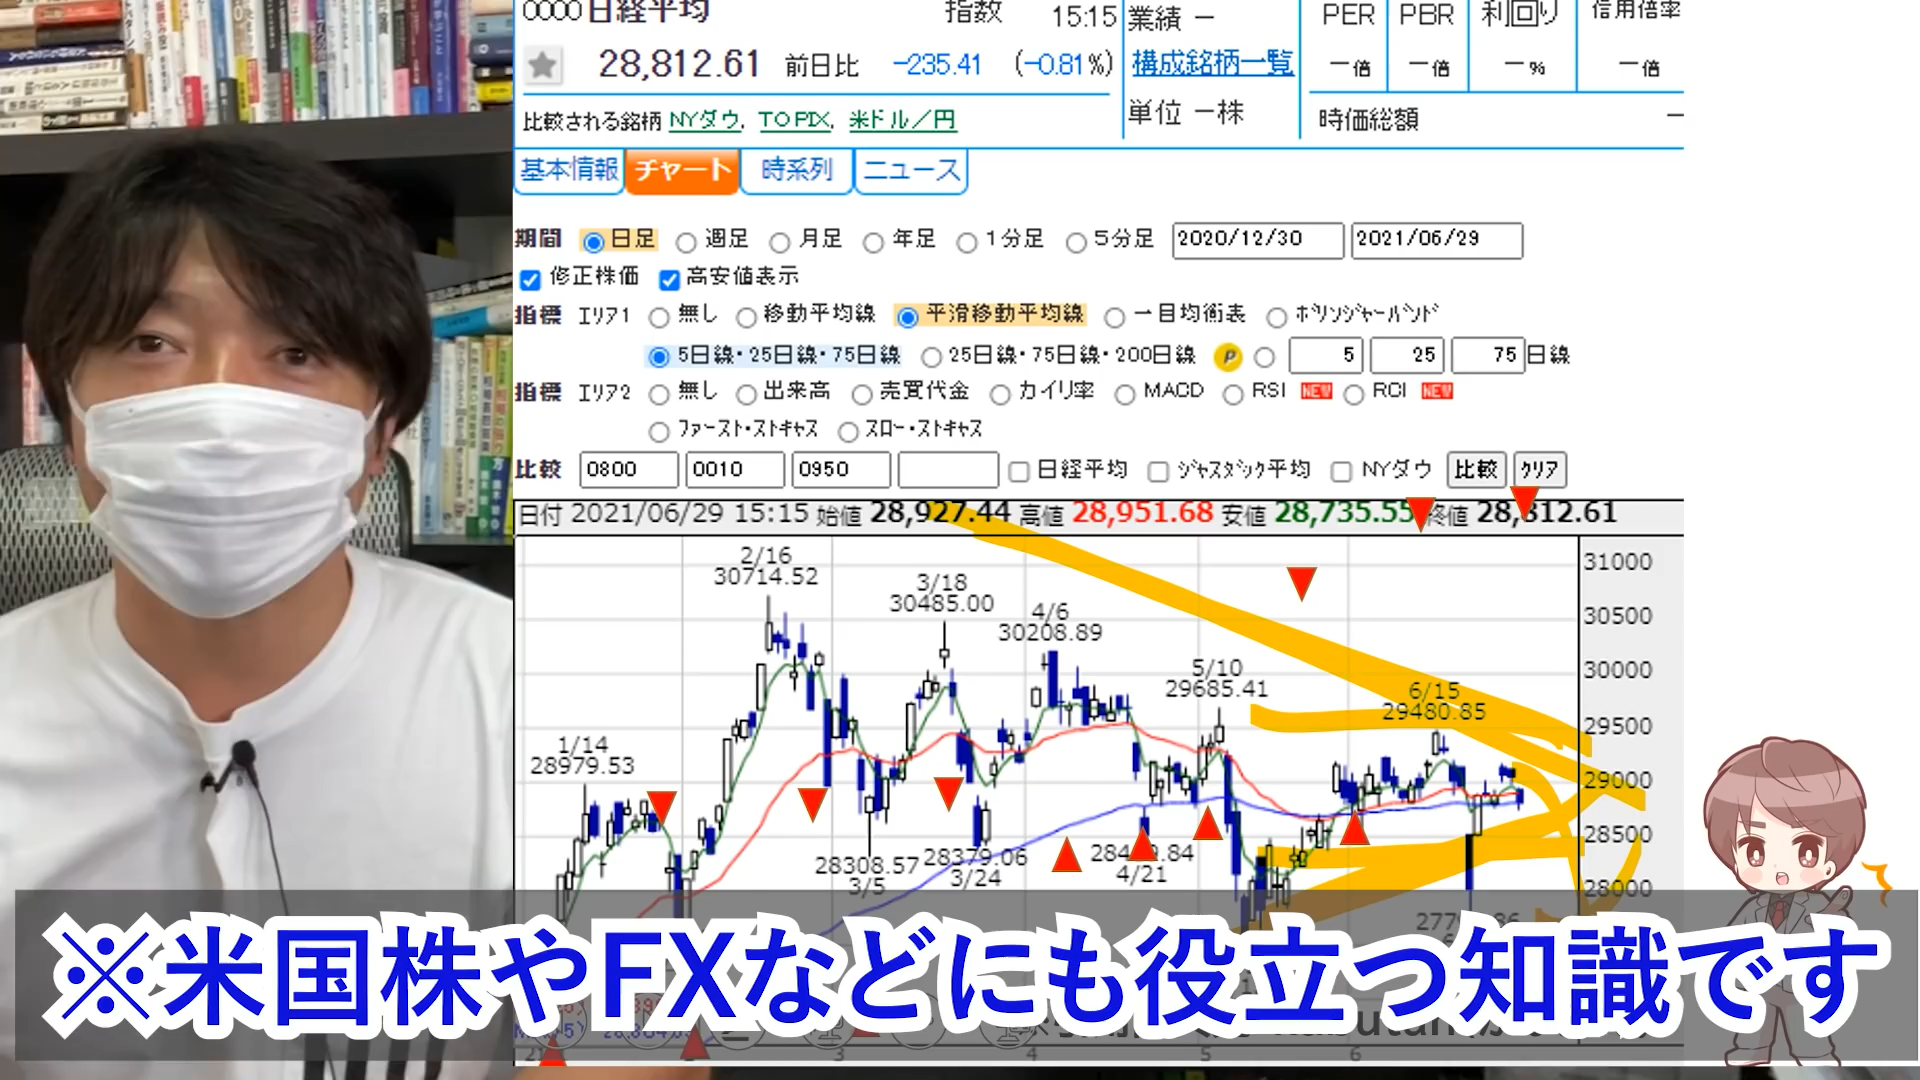 0000 日経平均 指数 15:15
28,812.61 前日比 -235.41 (-0.81%)
比較される銘柄 NYダウ, TOPIX, 米ドル/円
業績 -
構成銘柄一覧
単位 -株
PER PBR 利回り 信用倍率
-倍 -倍 -% -倍
時価総額 -
基本情報 チャート 時系列 ニュース
期間 日足 週足 月足 年足 1分足 5分足 2020/12/30 2021/06/29
修正株価 高安値表示
指標 エリア1 無し 移動平均線 平滑移動平均線 一目均衡表 ボリンジャーバンド
5日線・25日線・75日線 25日線・75日線・200日線 P 5 25 75 日線
指標 エリア2 無し 出来高 売買代金 カイリ率 MACD RSI NEW RCI NEW
ファースト・ストキャス スロー・ストキャス
比較 0800 0010 0950 日経平均 ジャスダック平均 NYダウ 比較 クリア
日付 2021/06/29 15:15 始値 28,927.44 高値 28,951.68 安値 28,735.55 終値 28,812.61
2/16
30714.52
3/18
30485.00
4/6
30208.89
5/10
29685.41
6/15
29480.85
1/14
28979.53
28308.57
3/5
28379.06
3/24
4/21
31000
30500
30000
29500
29000
28500
28000
※米国株やFXなどにも役立つ知識です
3
4
5
6